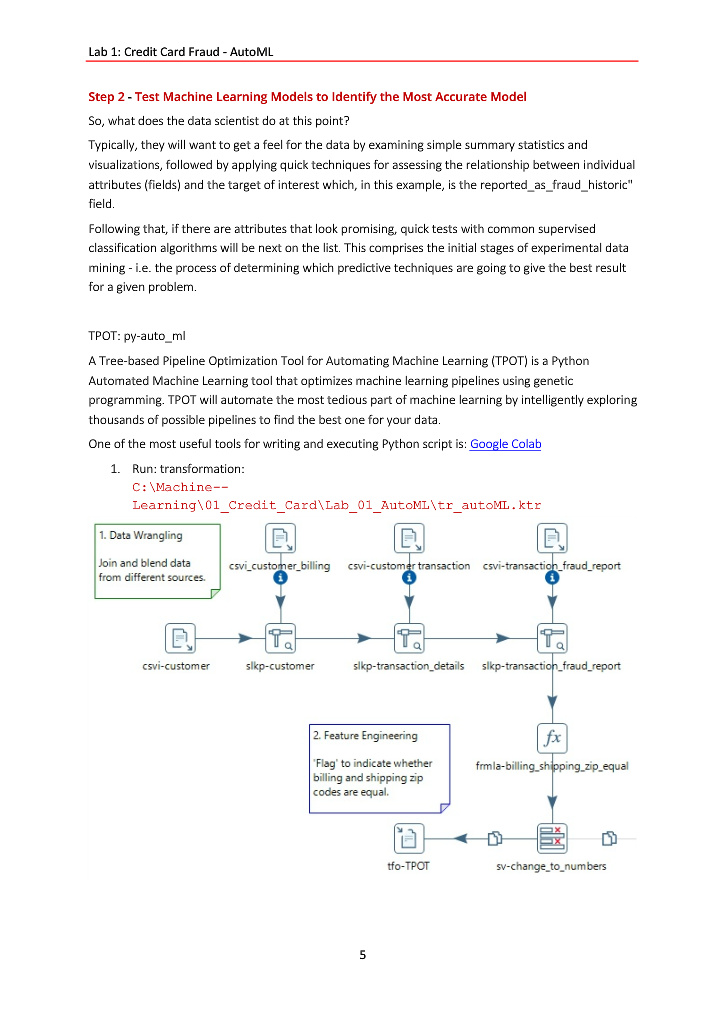 Lab 1: Credit Card Fraud - AutoML
Step 2 - Test Machine Learning Models to Identify the Most Accurate Model
So, what does the data scientist do at this point?
Typically, they will want to get a feel for the data by examining simple summary statistics and
visualizations, followed by applying quick techniques for assessing the relationship between individual
attributes (fields) and the target of interest which, in this example, is the reported_as_fraud_historic"
field.
Following that, if there are attributes that look promising, quick tests with common supervised
classification algorithms will be next on the list. This comprises the initial stages of experimental data
mining - i.e. the process of determining which predictive techniques are going to give the best result
for a given problem.
TPOT: py-auto_ml
A Tree-based Pipeline Optimization Tool for Automating Machine Learning (TPOT) is a Python
Automated Machine Learning tool that optimizes machine learning pipelines using genetic
programming. TPOT will automate the most tedious part of machine learning by intelligently exploring
thousands of possible pipelines to find the best one for your data.
One of the most useful tools for writing and executing Python script is: Google Colab
1. Run: transformation:
C:\Machine--
Learning\01_Credit_Card\Lab_01_AutoML\tr_autoML.ktr
1. Data Wrangling
Join and blend data
from different sources.
csvi_customer_billing
csvi-customer transaction
csvi-transaction_fraud_report
csvi-customer
slkp-customer
slkp-transaction_details
slkp-transaction_fraud_report
2. Feature Engineering
'Flag' to indicate whether
billing and shipping zip
codes are equal.
fx
frmla-billing_shipping_zip_equal
tfo-TPOT
sv-change_to_numbers
5